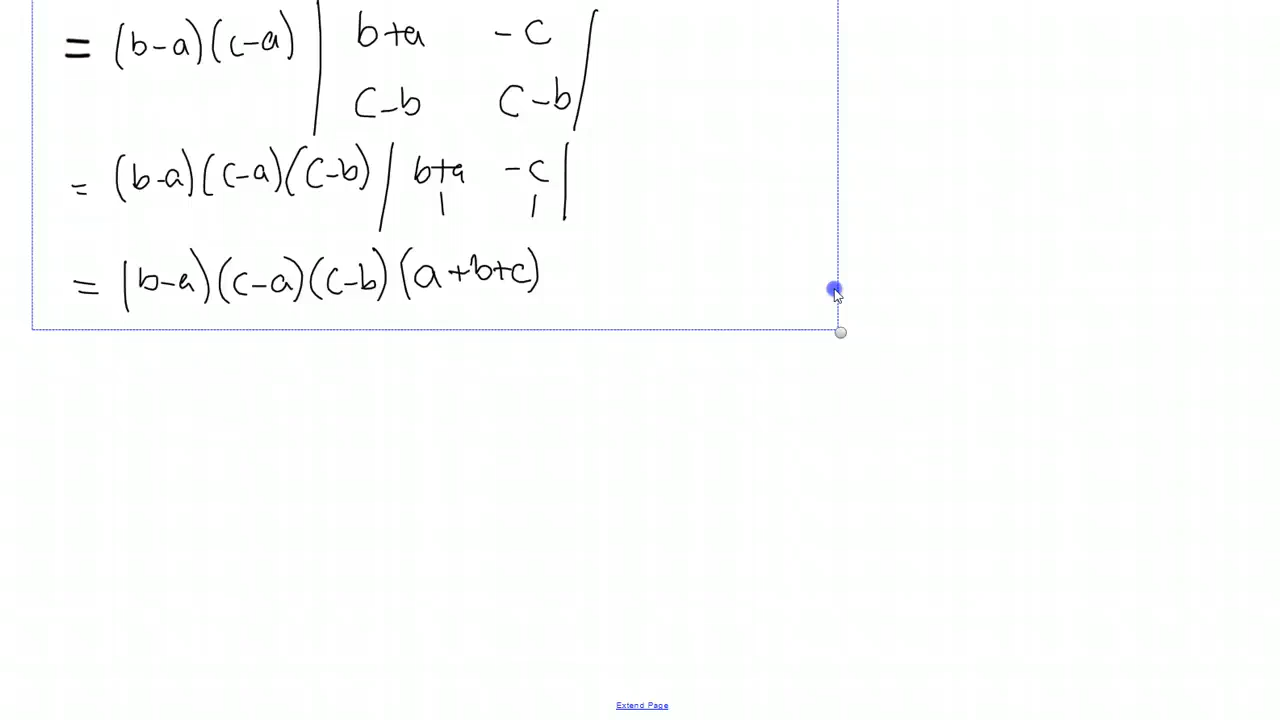 = (b-a)(c-a) | b+a -c |
| c-b c-b |
= (b-a)(c-a)(c-b) | b+a -c |
| 1 1 |
= (b-a)(c-a)(c-b)(a+b+c)
Extend Page